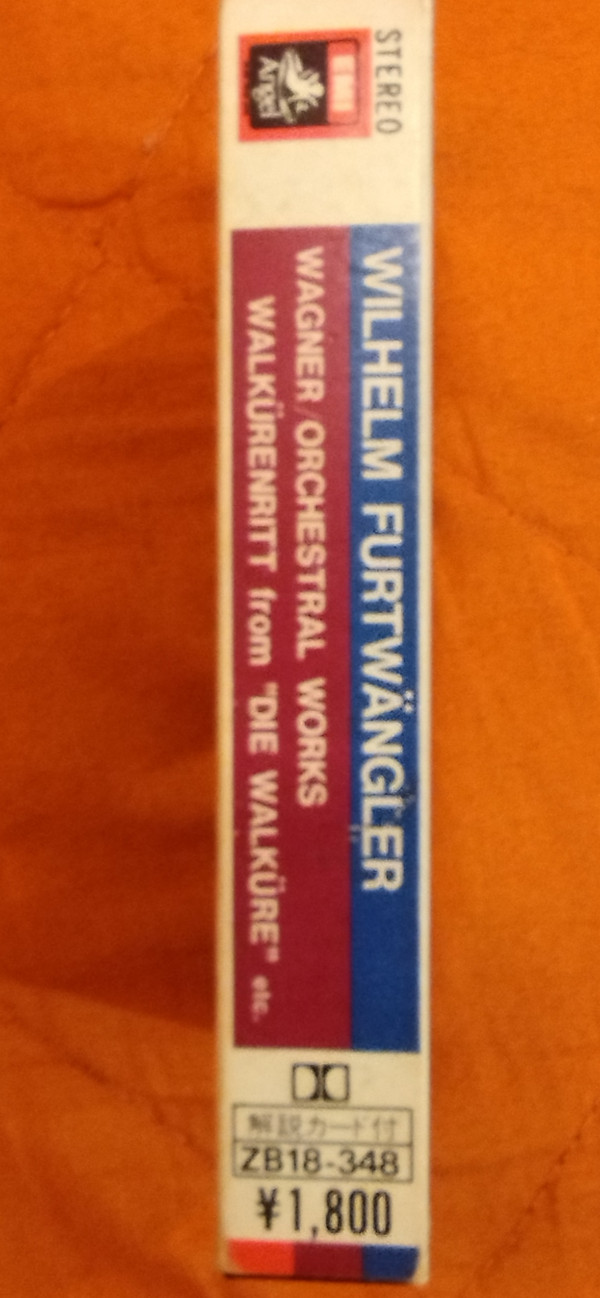 STEREO
EMI
Angel
WILHELM FURTWÄNGLER
WAGNER/ORCHESTRAL WORKS
WALKÜRENRITT from "DIE WALKÜRE" etc.
解説カード付
ZB18-348
¥1,800